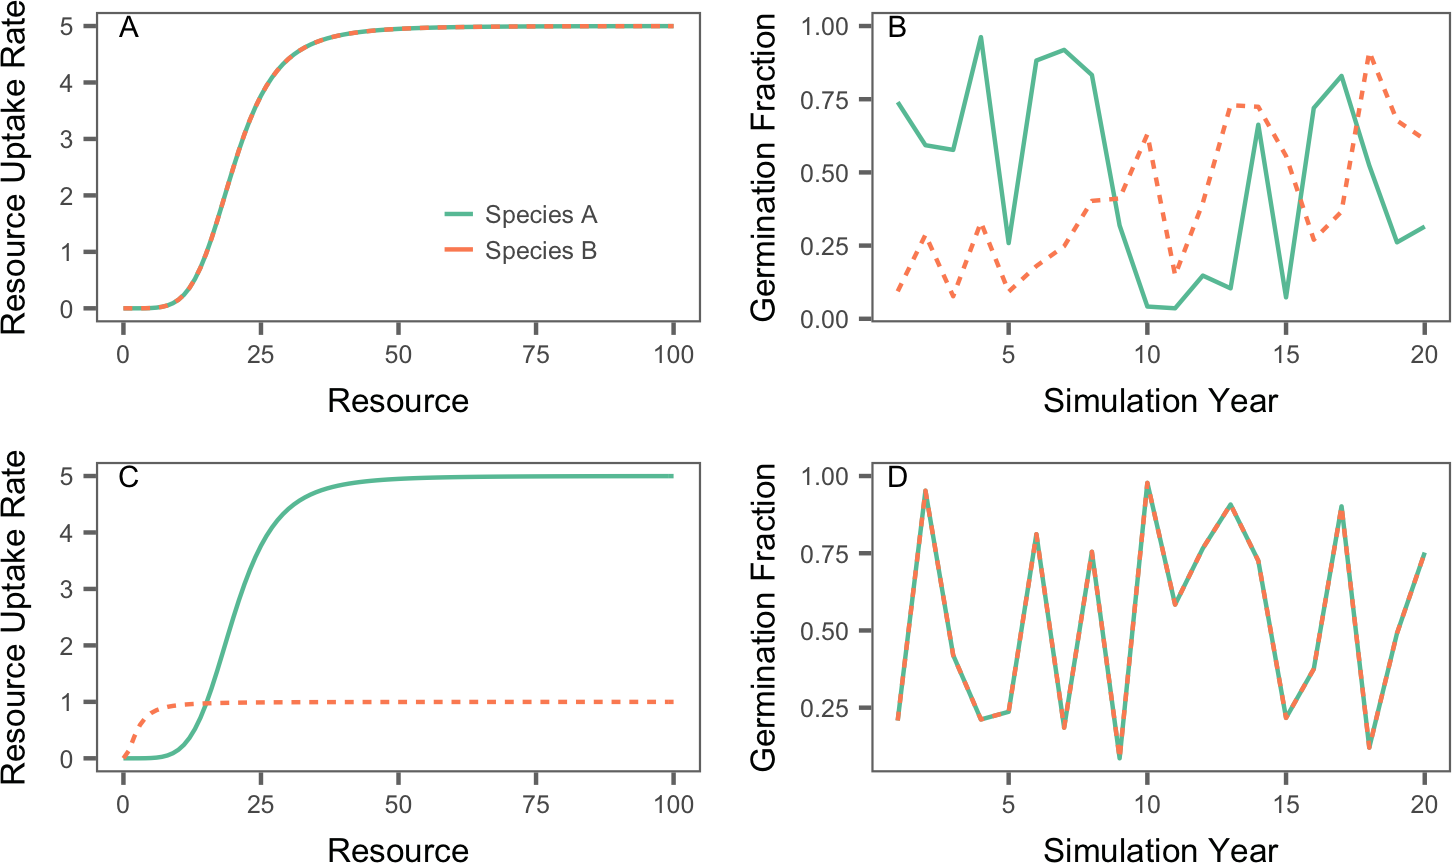 A
Resource Uptake Rate
5
4
3
2
1
0
Species A
Species B
0 25 50 75 100
Resource
B
Germination Fraction
1.00
0.75
0.50
0.25
0.00
5 10 15 20
Simulation Year
C
Resource Uptake Rate
5
4
3
2
1
0
0 25 50 75 100
Resource
D
Germination Fraction
1.00
0.75
0.50
0.25
5 10 15 20
Simulation Year